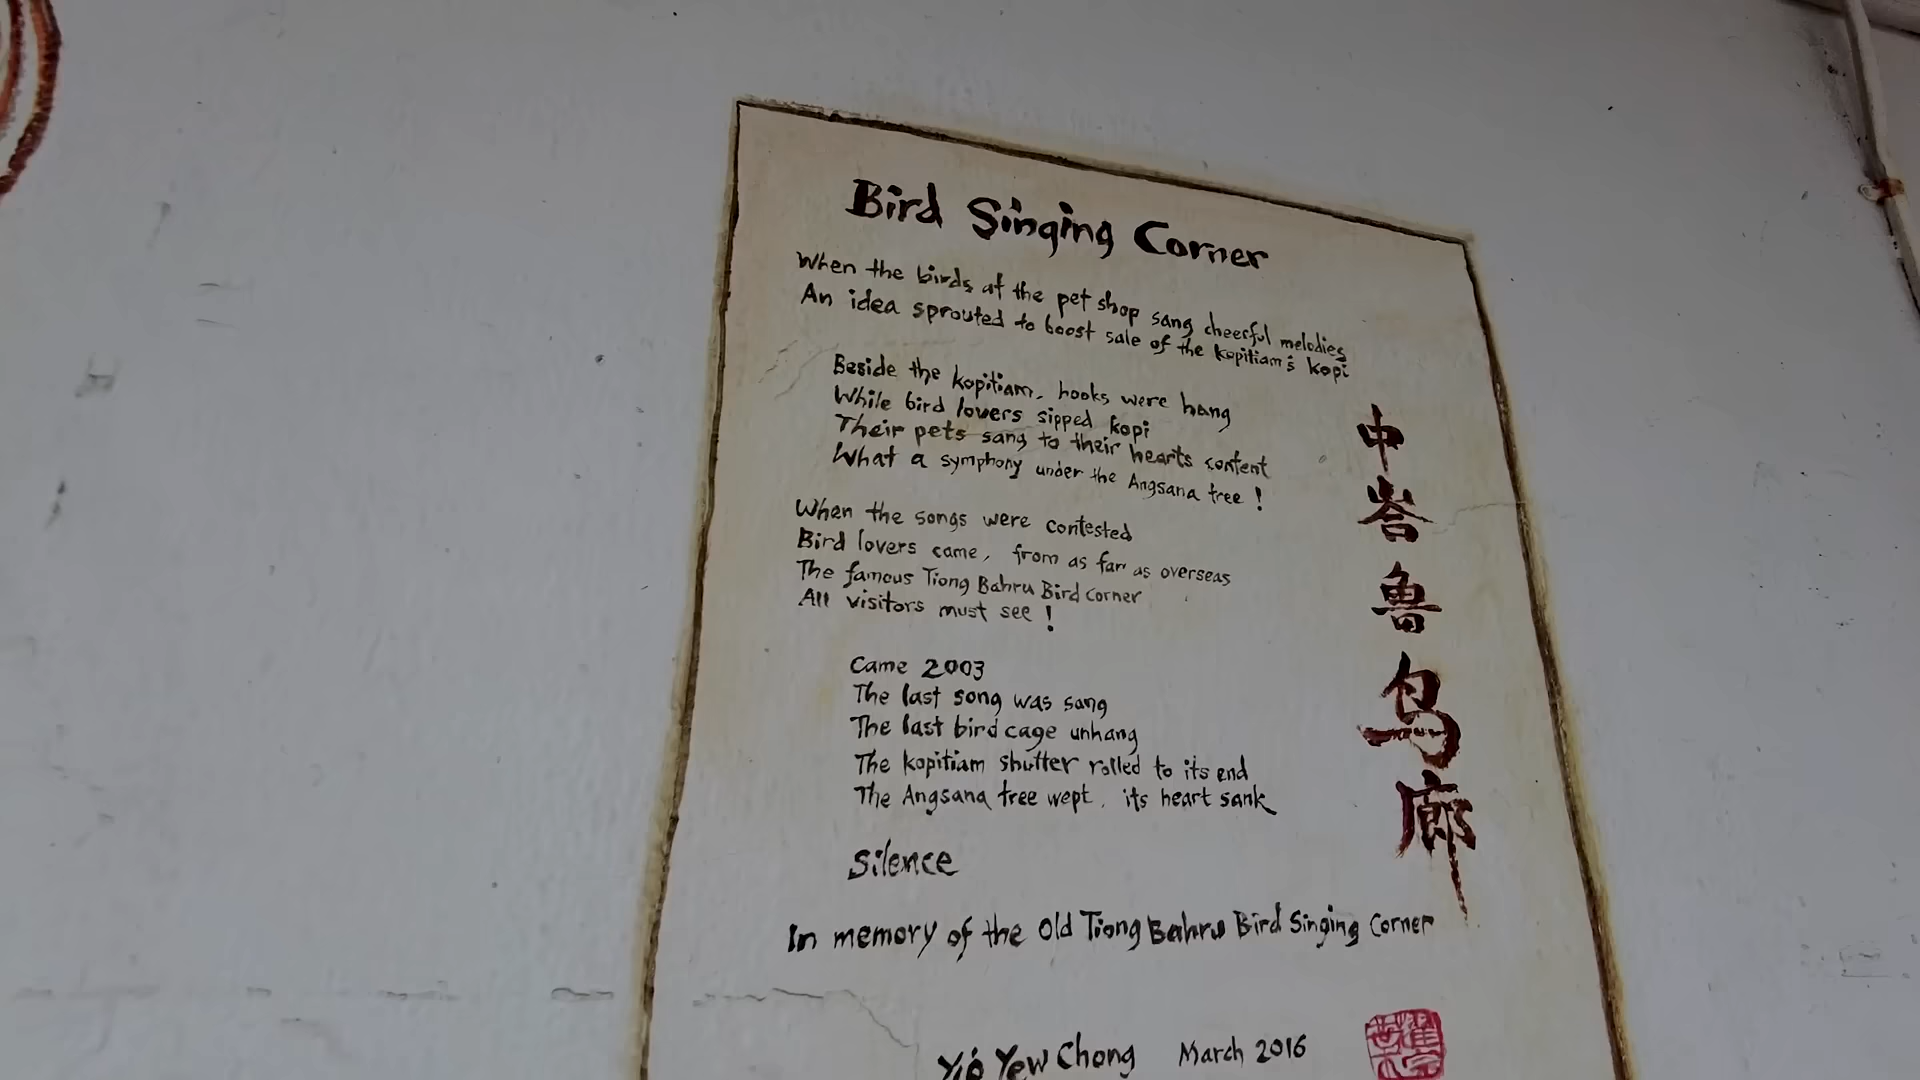 Bird Singing Corner
When the birds at the pet shop sang cheerful melodies
An idea sprouted to boost sale of the kopitiam's kopi
Beside the kopitiam, hooks were hang
While bird lovers sipped kopi
Their pets sang to their hearts content
What a symphony under the Angsana tree !
When the songs were contested
Bird lovers came, from as far as overseas
The famous Tiong Bahru Bird corner
All visitors must see !
Came 2003
The last song was sang
The last bird cage unhang
The kopitiam shutter rolled to its end
The Angsana tree wept, its heart sank
Silence
In memory of the Old Tiong Bahru Bird Singing Corner
Yip Yew Chong March 2016
中峇魯鸟廊